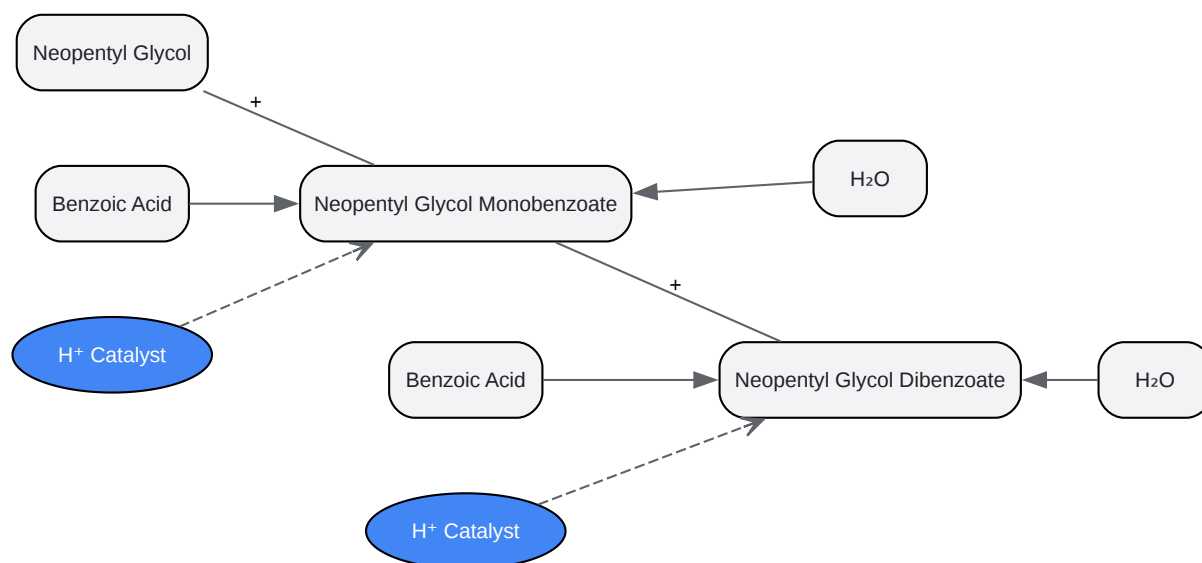 Neopentyl Glycol
+
Benzoic Acid
Neopentyl Glycol Monobenzoate
H₂O
+
H⁺ Catalyst
Benzoic Acid
Neopentyl Glycol Dibenzoate
H₂O
H⁺ Catalyst